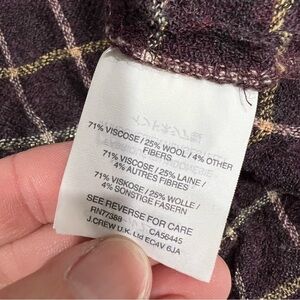 71% VISCOSE / 25% WOOL / 4% OTHER
FIBERS
71% VISCOSE / 25% LAINE /
4% AUTRES FIBRES
71% VISKOSE / 25% WOLLE /
4% SONSTIGE FASERN
SEE REVERSE FOR CARE
RN77388 CA56445
J.CREW U.K. Ltd EC4V 6JA